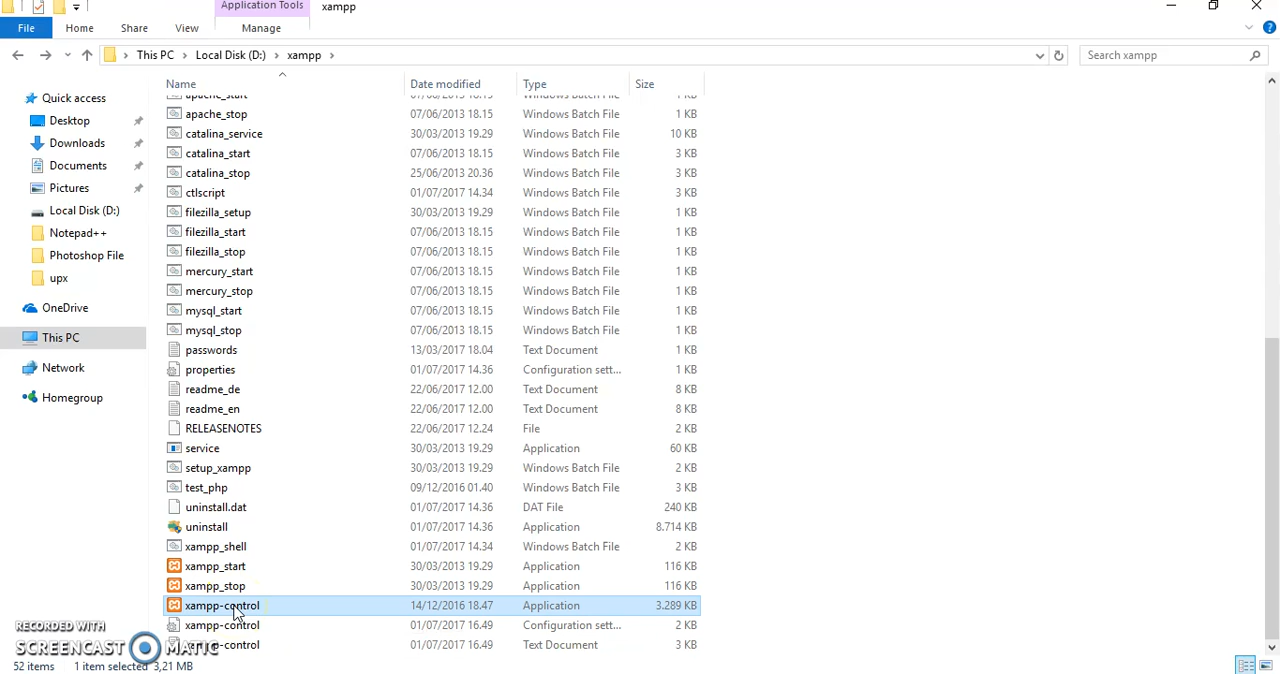 Application Tools xampp
File Home Share View Manage
This PC Local Disk (D:) xampp Search xampp
Name Date modified Type Size
Quick access
Desktop
Downloads
Documents
Pictures
Local Disk (D:)
Notepad++
Photoshop File
upx
OneDrive
This PC
Network
Homegroup
apache_start 07/06/2013 18.15 Windows Batch File 1 KB
apache_stop 07/06/2013 18.15 Windows Batch File 1 KB
catalina_service 30/03/2013 19.29 Windows Batch File 10 KB
catalina_start 07/06/2013 18.15 Windows Batch File 3 KB
catalina_stop 25/06/2013 20.36 Windows Batch File 3 KB
ctlscript 01/07/2017 14.34 Windows Batch File 3 KB
filezilla_setup 30/03/2013 19.29 Windows Batch File 1 KB
filezilla_start 07/06/2013 18.15 Windows Batch File 1 KB
filezilla_stop 07/06/2013 18.15 Windows Batch File 1 KB
mercury_start 07/06/2013 18.15 Windows Batch File 1 KB
mercury_stop 07/06/2013 18.15 Windows Batch File 1 KB
mysql_start 07/06/2013 18.15 Windows Batch File 1 KB
mysql_stop 07/06/2013 18.15 Windows Batch File 1 KB
passwords 13/03/2017 18.04 Text Document 1 KB
properties 01/07/2017 14.36 Configuration sett... 1 KB
readme_de 22/06/2017 12.00 Text Document 8 KB
readme_en 22/06/2017 12.00 Text Document 8 KB
RELEASENOTES 22/06/2017 12.24 File 2 KB
service 30/03/2013 19.29 Application 60 KB
setup_xampp 30/03/2013 19.29 Windows Batch File 2 KB
test_php 09/12/2016 01.40 Windows Batch File 3 KB
uninstall.dat 01/07/2017 14.36 DAT File 240 KB
uninstall 01/07/2017 14.36 Application 8.714 KB
xampp_shell 01/07/2017 14.34 Windows Batch File 2 KB
xampp_start 30/03/2013 19.29 Application 116 KB
xampp_stop 30/03/2013 19.29 Application 116 KB
xampp-control 14/12/2016 18.47 Application 3.289 KB
xampp-control 01/07/2017 16.49 Configuration sett... 2 KB
xampp-control 01/07/2017 16.49 Text Document 3 KB
RECORDED WITH
SCREENCAST MATIC
52 items 1 item selected 3,21 MB